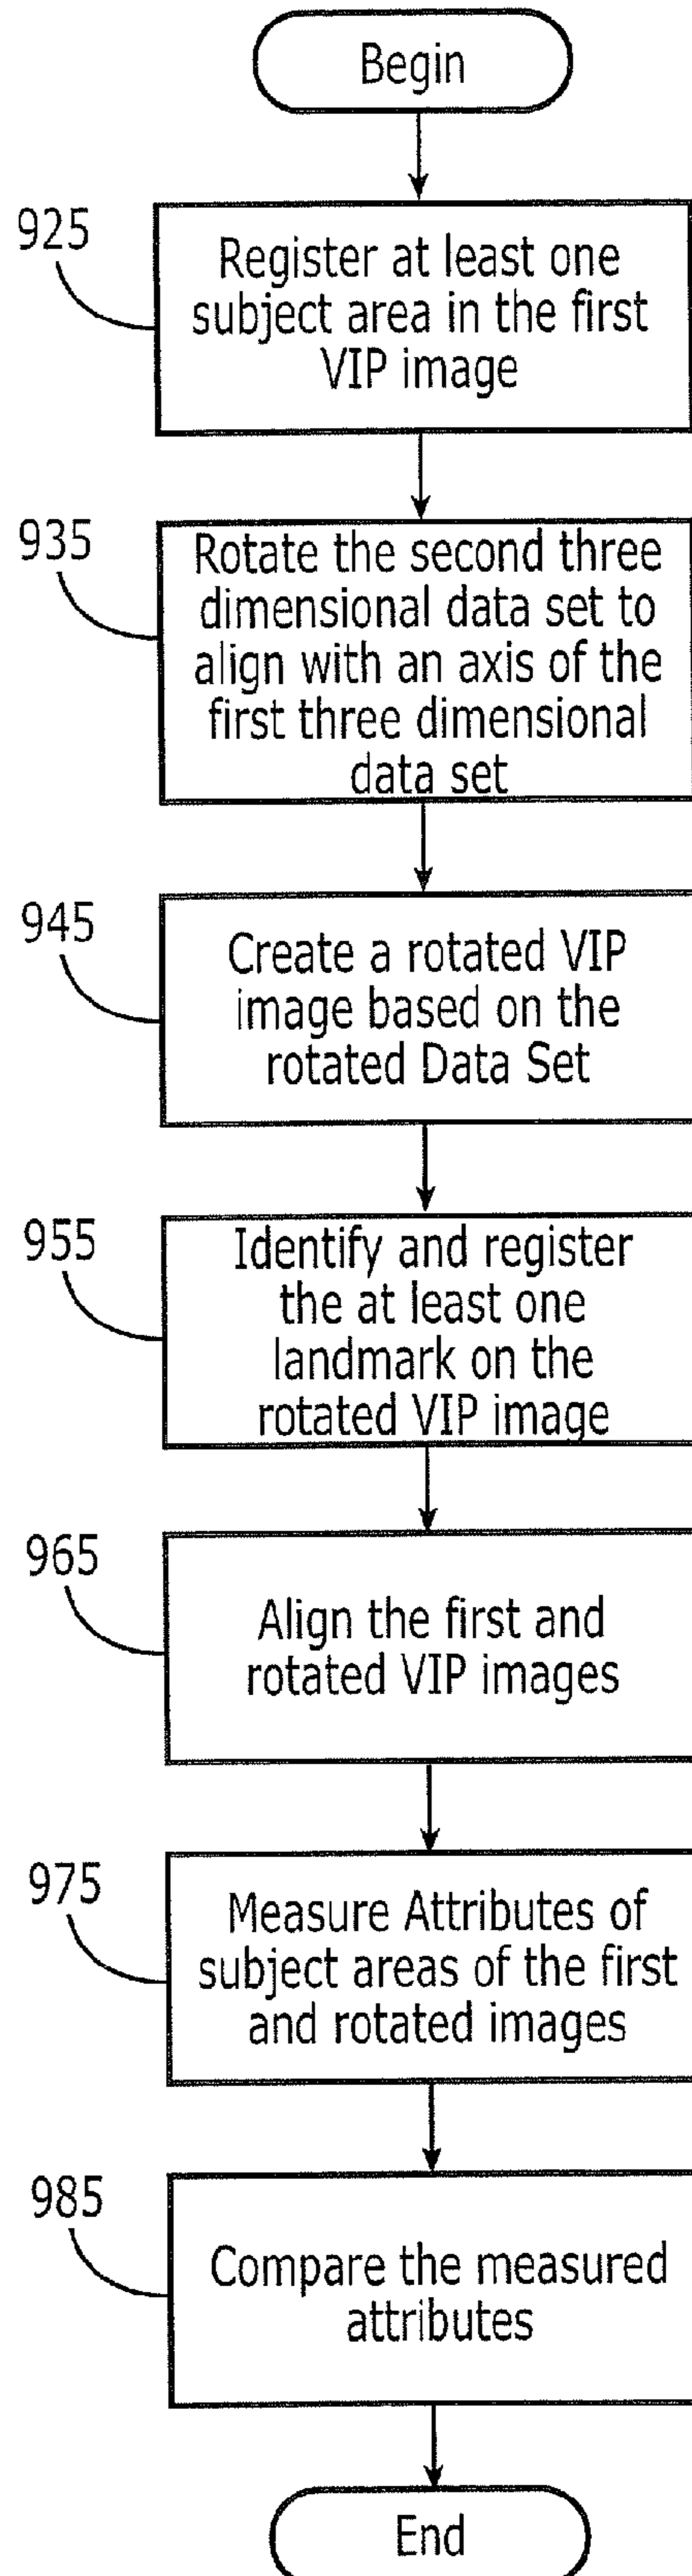 Begin
925
Register at least one
subject area in the first
VIP image
935
Rotate the second three
dimensional data set to
align with an axis of the
first three dimensional
data set
945
Create a rotated VIP
image based on the
rotated Data Set
955
Identify and register
the at least one
landmark on the
rotated VIP image
965
Align the first and
rotated VIP images
975
Measure Attributes of
subject areas of the first
and rotated images
985
Compare the measured
attributes
End